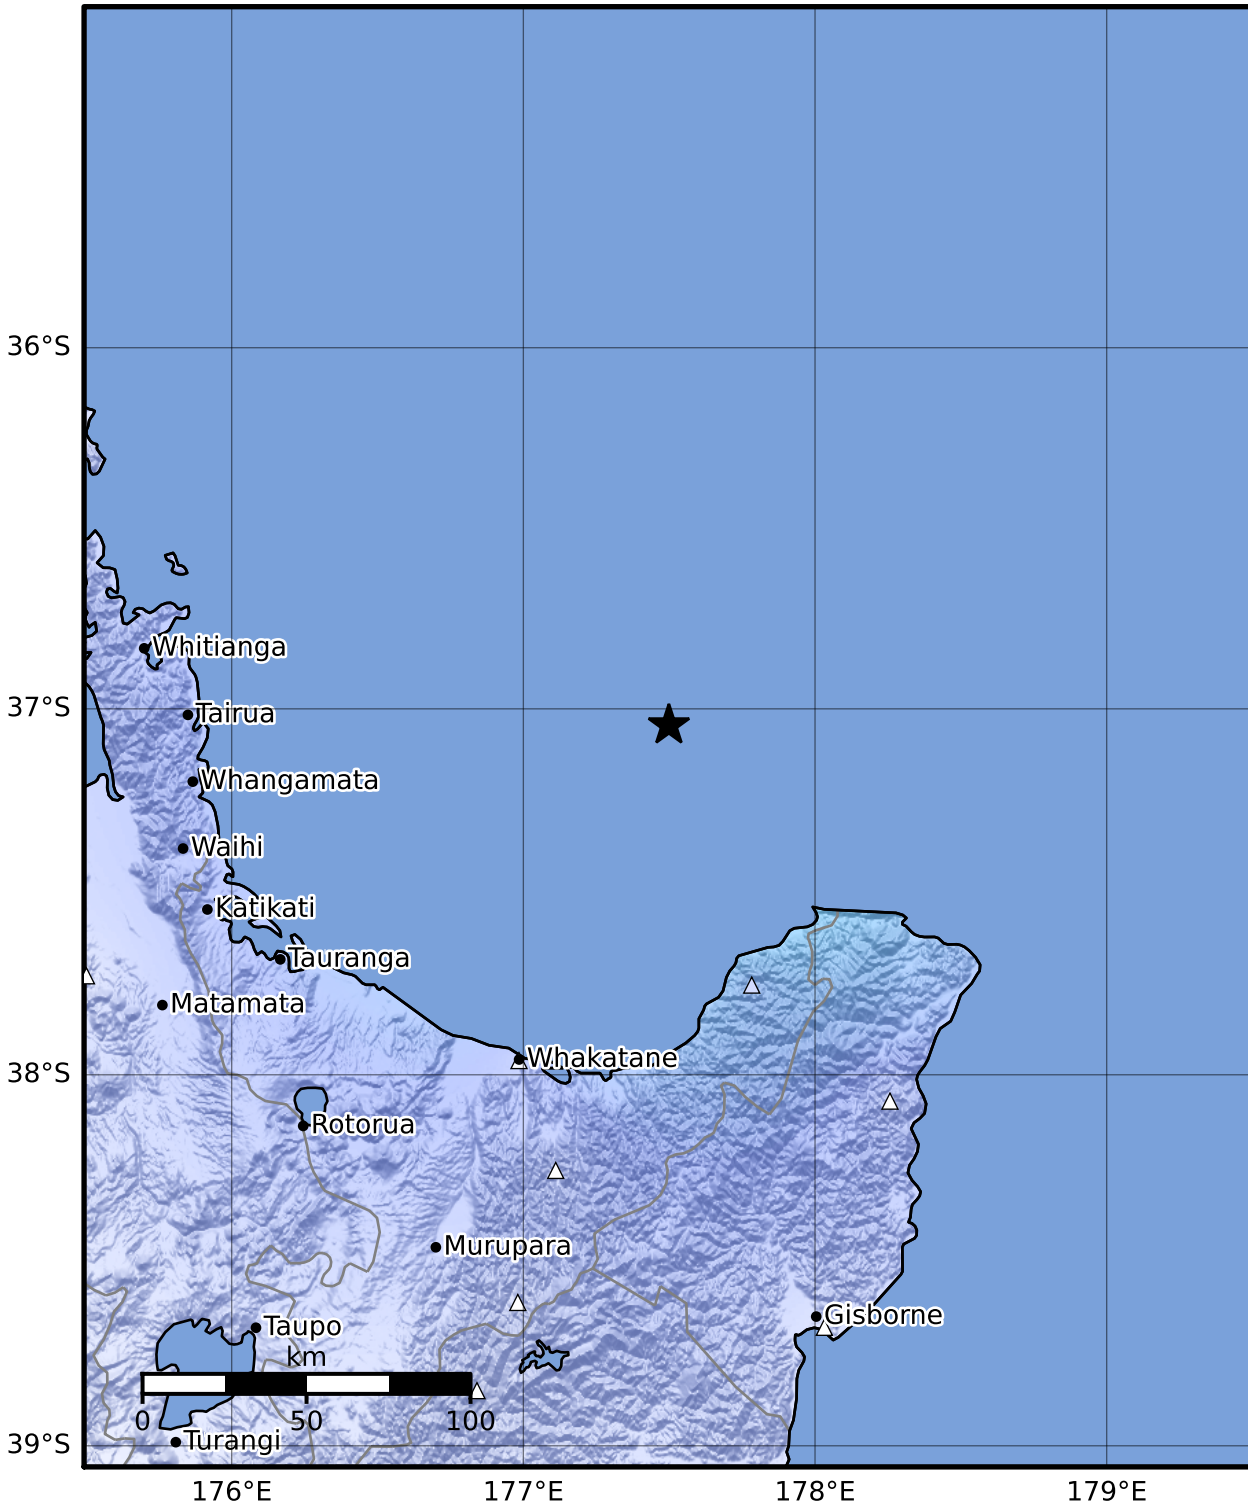 36°S
Whitianga
37°S
Tairua
Whangamata
Waihi
Katikati
Tauranga
Matamata
Whakatane
38°S
Rotorua
Murupara
Gisborne
Taupo
km
0 50 100
Turangi
39°S
176°E 177°E 178°E 179°E